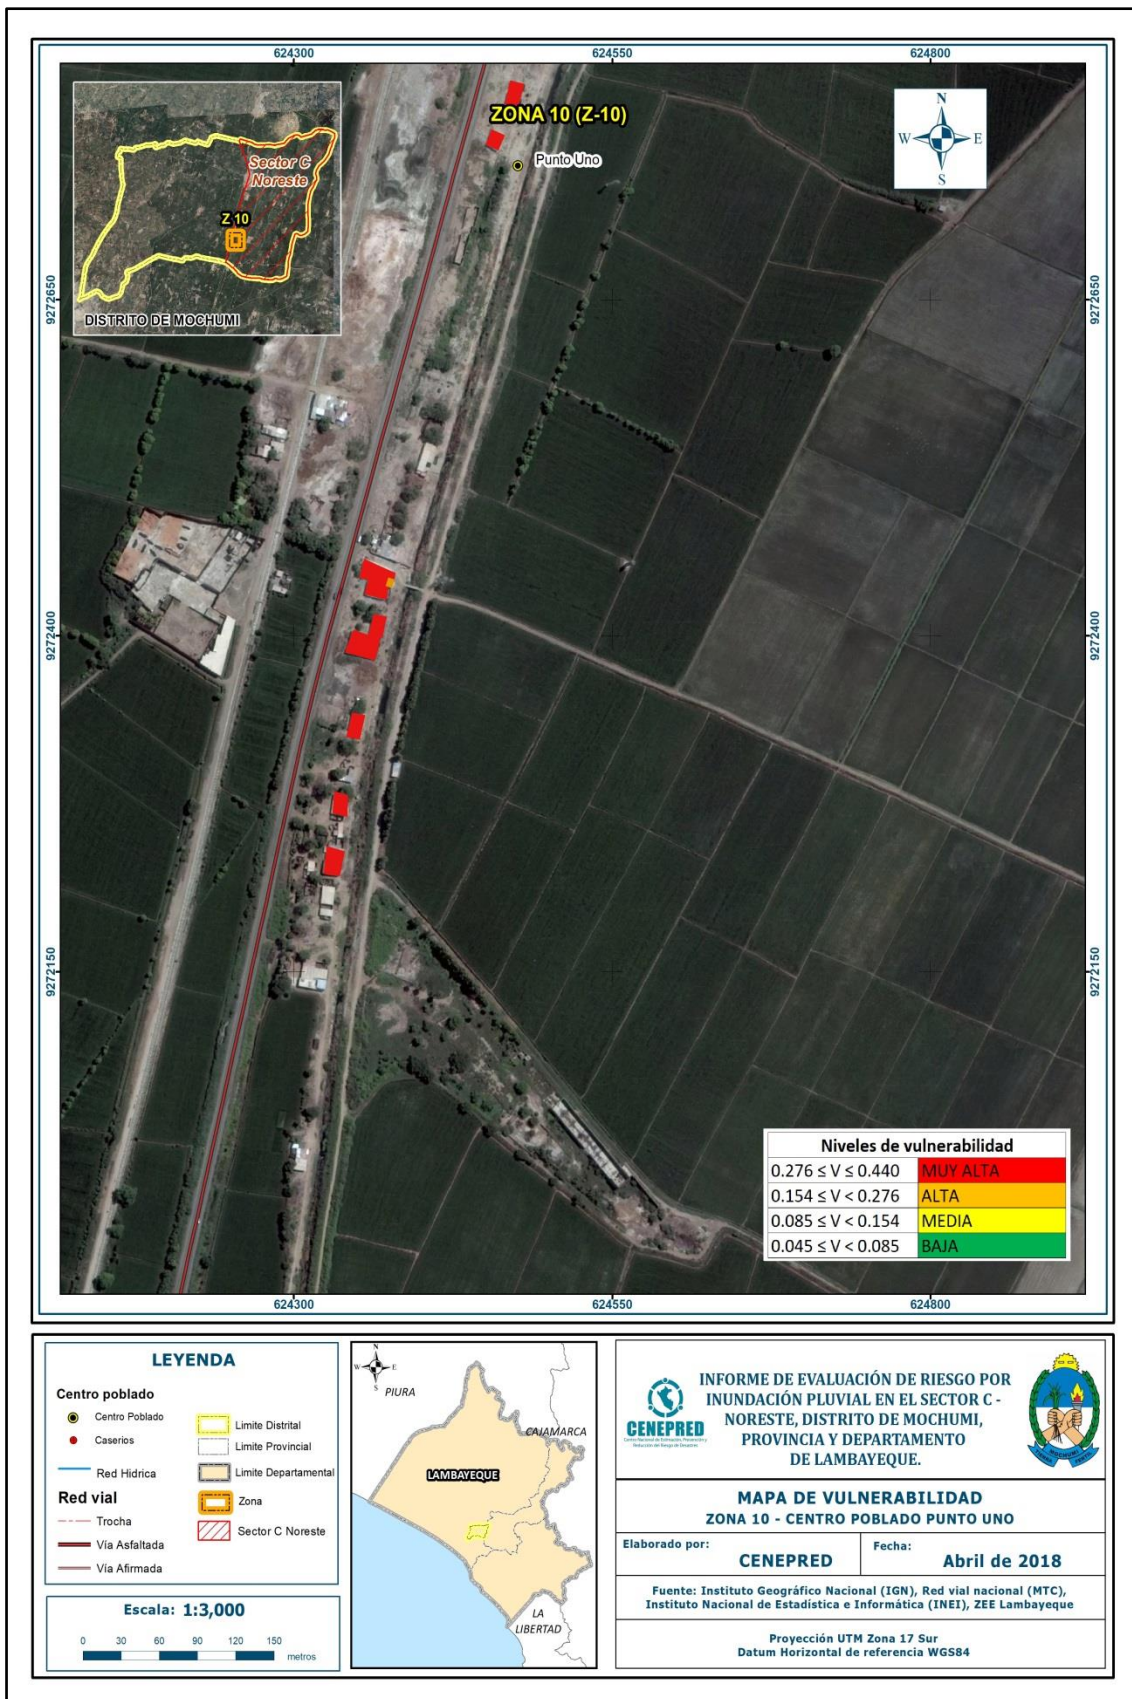 624300
624550
624800
ZONA 10 (Z-10)
Punto Uno
N
W
E
S
Sector C
Noreste
Z 10
DISTRITO DE MOCHUMI
9272650
9272650
9272400
9272400
9272150
9272150
Niveles de vulnerabilidad
0.276 ≤ V ≤ 0.440 MUY ALTA
0.154 ≤ V < 0.276 ALTA
0.085 ≤ V < 0.154 MEDIA
0.045 ≤ V < 0.085 BAJA
624300
624550
624800
LEYENDA
Centro poblado
Centro Poblado
Caserios
Red Hidrica
Red vial
Trocha
Vía Asfaltada
Vía Afirmada
Limite Distrital
Limite Provincial
Limite Departamental
Zona
Sector C Noreste
Escala: 1:3,000
0 30 60 90 120 150
metros
N
W
E
S
PIURA
CAJAMARCA
LAMBAYEQUE
LA
LIBERTAD
CENEPRED
INFORME DE EVALUACIÓN DE RIESGO POR
INUNDACIÓN PLUVIAL EN EL SECTOR C -
NORESTE, DISTRITO DE MOCHUMI,
PROVINCIA Y DEPARTAMENTO
DE LAMBAYEQUE.
MOCHUMI
MAPA DE VULNERABILIDAD
ZONA 10 - CENTRO POBLADO PUNTO UNO
Elaborado por:
CENEPRED
Fecha:
Abril de 2018
Fuente: Instituto Geográfico Nacional (IGN), Red vial nacional (MTC),
Instituto Nacional de Estadística e Informática (INEI), ZEE Lambayeque
Proyección UTM Zona 17 Sur
Datum Horizontal de referencia WGS84